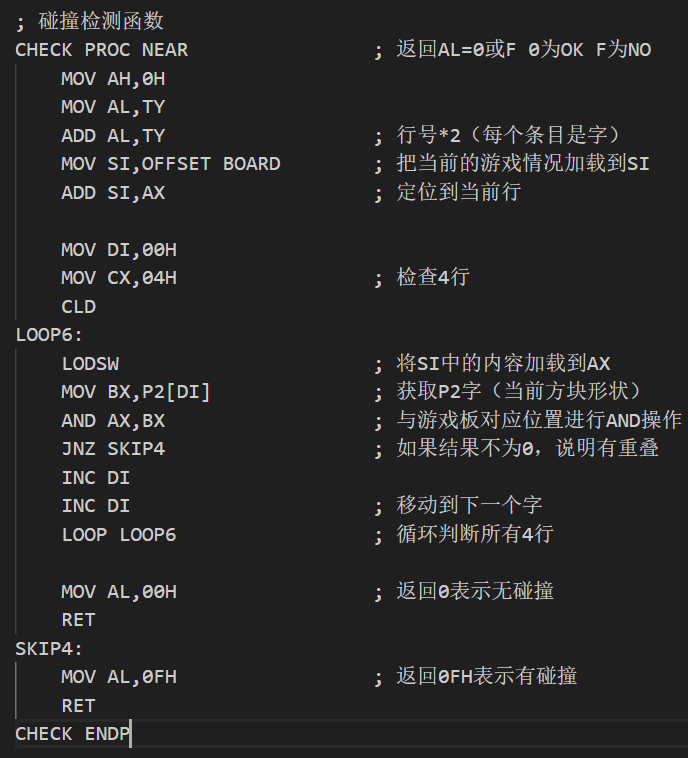 ; 碰撞检测函数
CHECK PROC NEAR ; 返回AL=0或F 0为OK F为NO
MOV AH,0H
MOV AL,TY
ADD AL,TY ; 行号*2（每个条目是字）
MOV SI,OFFSET BOARD ; 把当前的游戏情况加载到SI
ADD SI,AX ; 定位到当前行
MOV DI,00H
MOV CX,04H ; 检查4行
CLD
LOOP6:
LODSW ; 将SI中的内容加载到AX
MOV BX,P2[DI] ; 获取P2字（当前方块形状）
AND AX,BX ; 与游戏板对应位置进行AND操作
JNZ SKIP4 ; 如果结果不为0，说明有重叠
INC DI
INC DI ; 移动到下一个字
LOOP LOOP6 ; 循环判断所有4行
MOV AL,00H ; 返回0表示无碰撞
RET
SKIP4:
MOV AL,0FH ; 返回0FH表示有碰撞
RET
CHECK ENDP